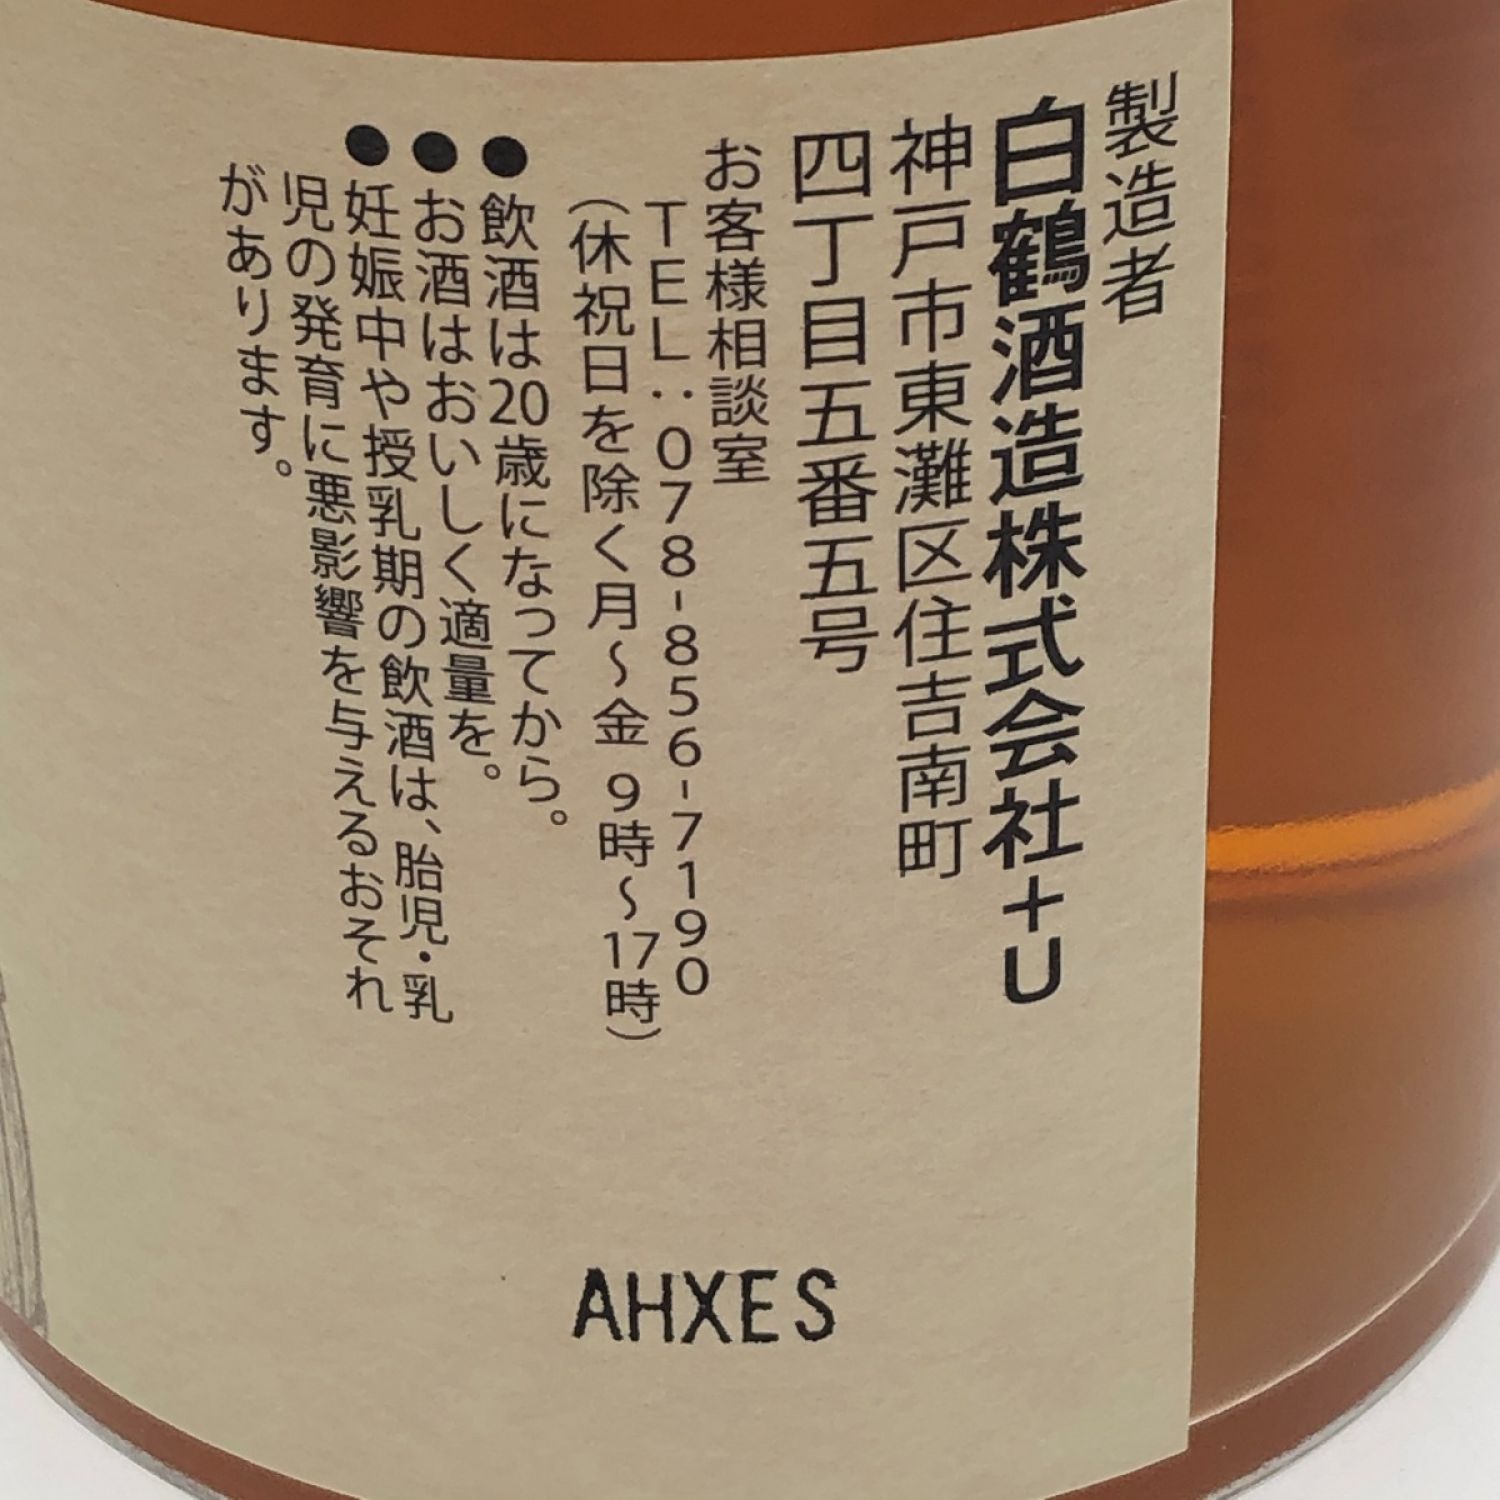 製造者
白鶴酒造株式会社+U
神戸市東灘区住吉南町
四丁目五番五号
お客様相談室
TEL:078-856-7190
(休祝日を除く月～金 9時～17時)
●飲酒は20歳になってから。
●お酒はおいしく適量を。
●妊娠中や授乳期の飲酒は、胎児・乳
児の発育に悪影響を与えるおそれ
があります。
AHXES